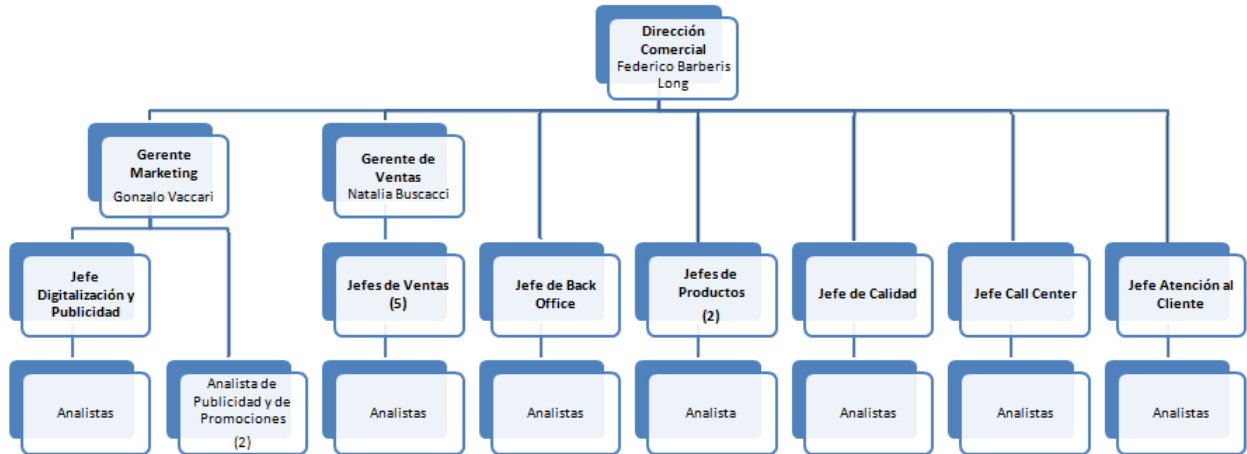 Dirección
Comercial
Federico Barberis
Long
Gerente
Marketing
Gonzalo Vaccari
Gerente de
Ventas
Natalia Buscacci
Jefe
Digitalización y
Publicidad
Jefes de Ventas
(5)
Jefe de Back
Office
Jefes de
Productos
(2)
Jefe de Calidad
Jefe Call Center
Jefe Atención al
Cliente
Analistas
Analista de
Publicidad y de
Promociones
(2)
Analistas
Analistas
Analista
Analistas
Analistas
Analistas